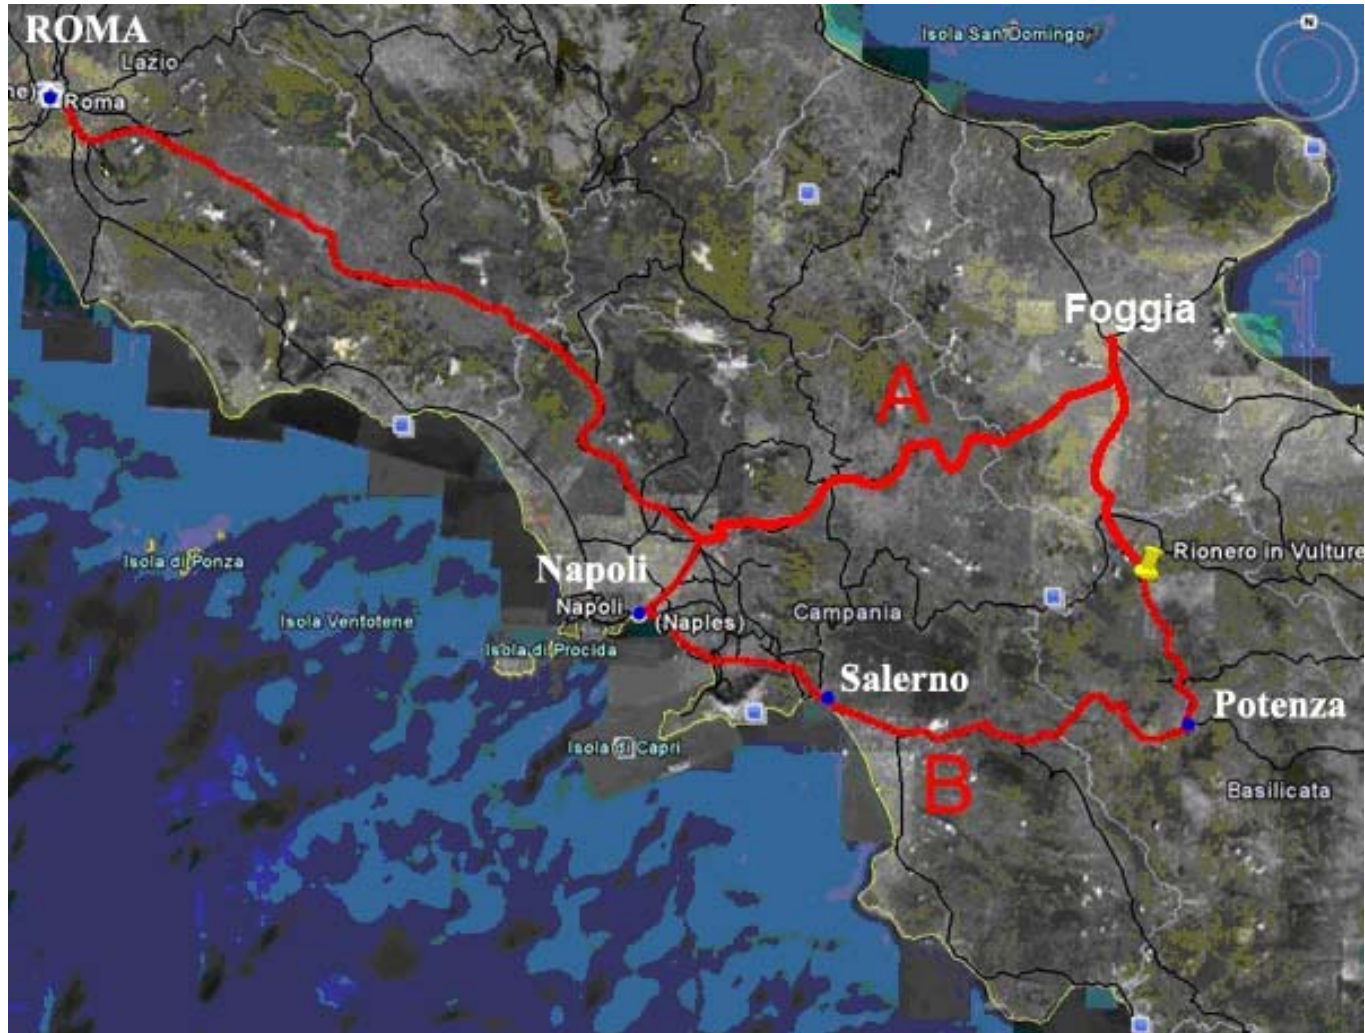 ROMA
Lazio
ne)
Roma
Isola San Domingo
N
Foggia
A
Isola di Ponza
Isola Ventotene
Napoli
Napoli
(Naples)
Isola di Procida
Campania
Rionero in Vulture
Salerno
Potenza
Isola di Capri
B
Basilicata